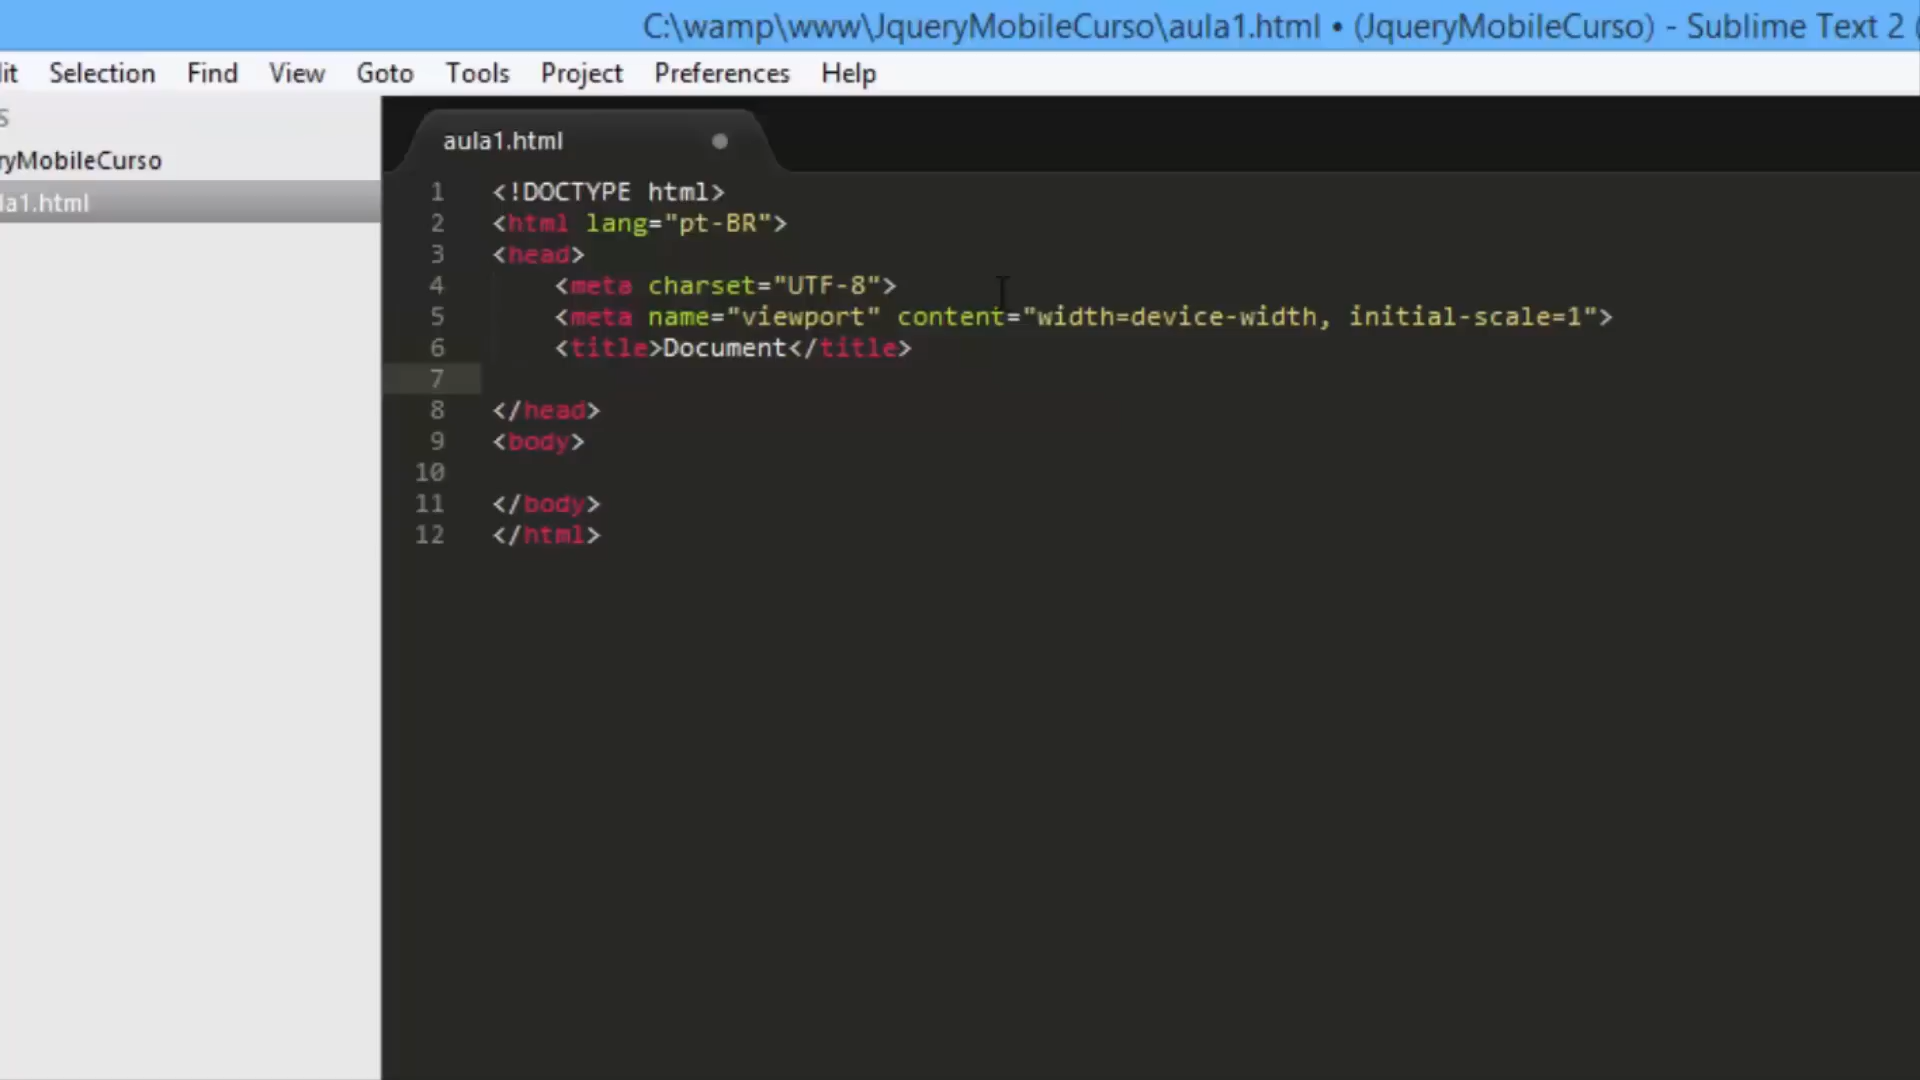 C:\wamp\www\JqueryMobileCurso\aula1.html • (JqueryMobileCurso) - Sublime Text 2 (
it Selection Find View Goto Tools Project Preferences Help
S
ryMobileCurso
la1.html
aula1.html
1 <!DOCTYPE html>
2 <html lang="pt-BR">
3 <head>
4 <meta charset="UTF-8">
5 <meta name="viewport" content="width=device-width, initial-scale=1">
6 <title>Document</title>
7
8 </head>
9 <body>
10
11 </body>
12 </html>